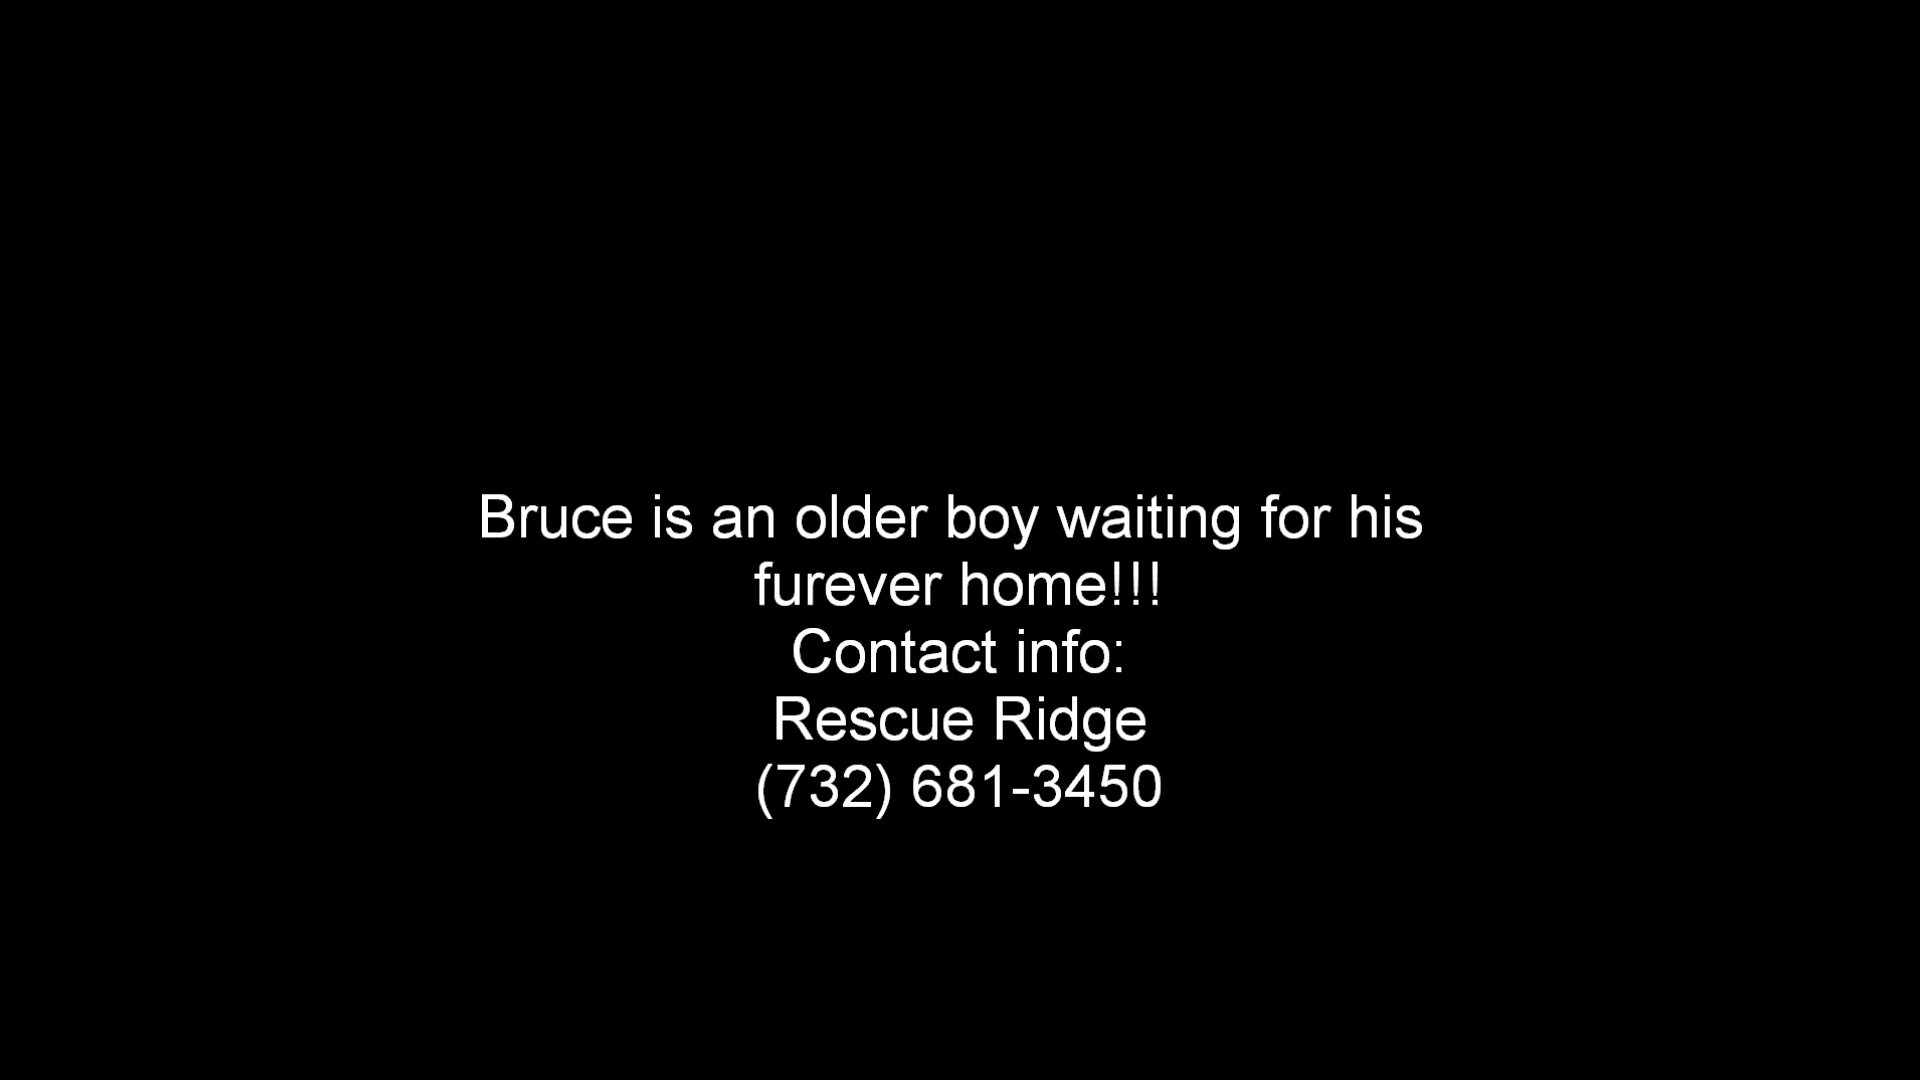 Bruce is an older boy waiting for his
furever home!!!
Contact info:
Rescue Ridge
(732) 681-3450